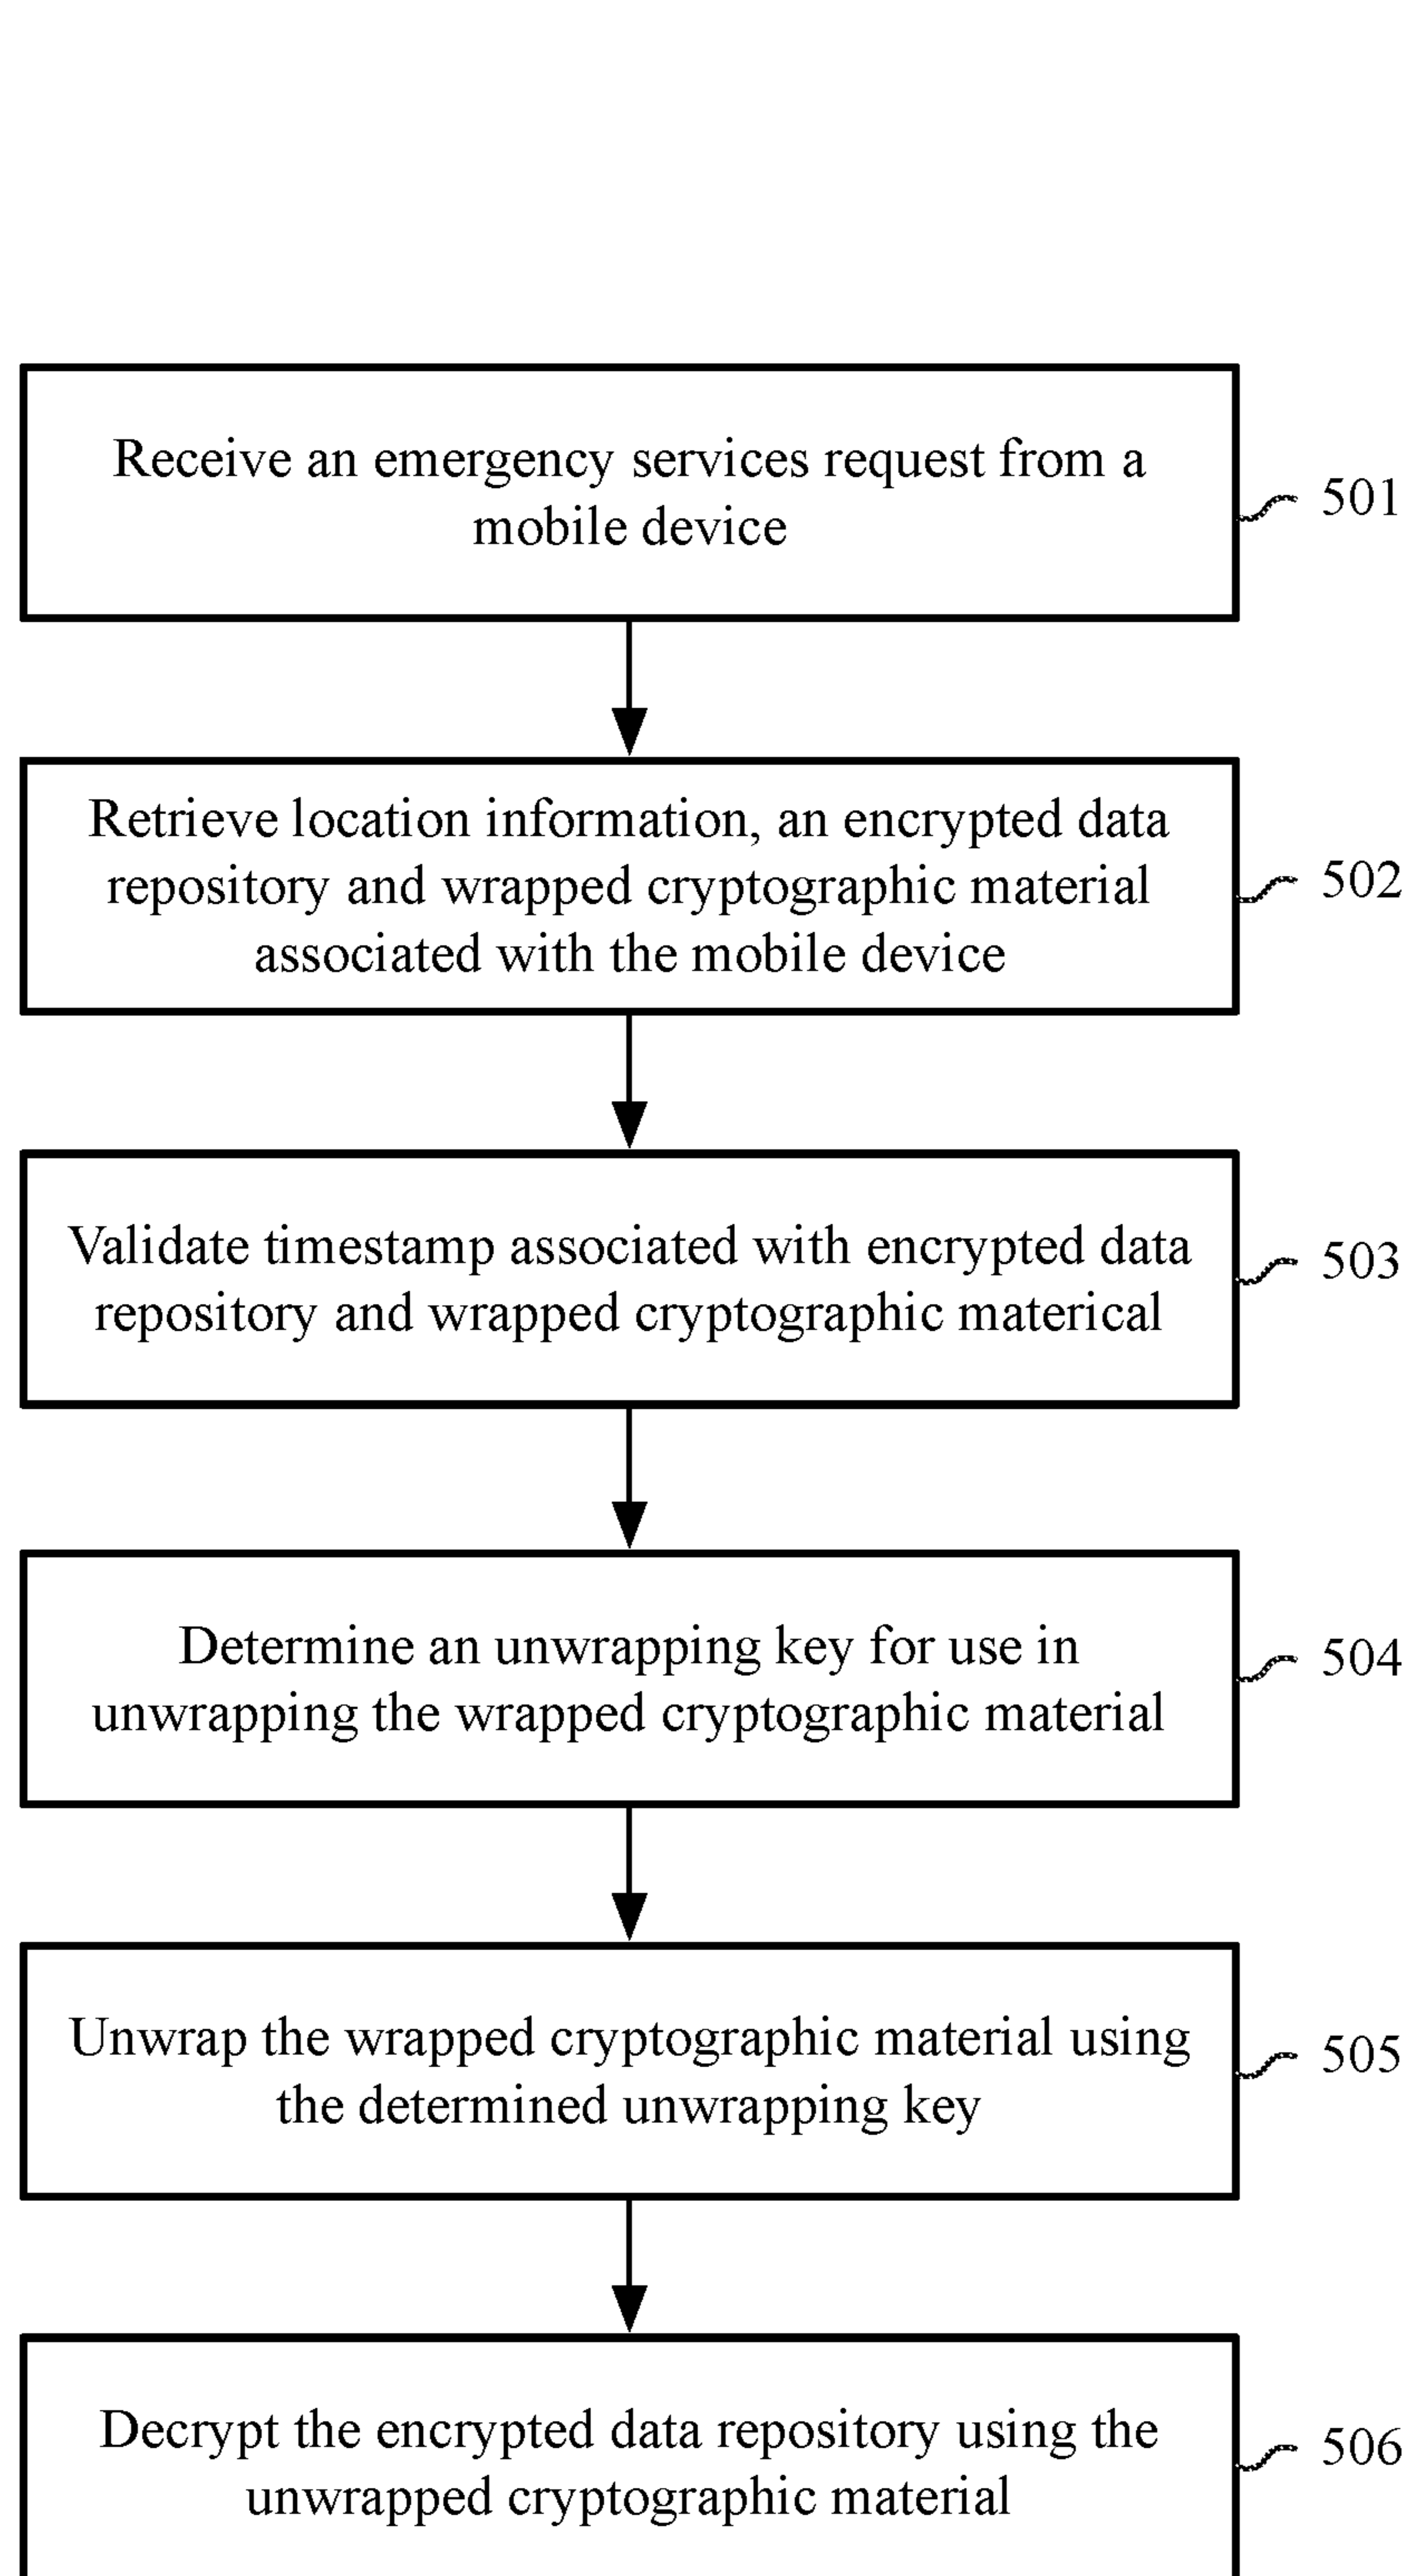 Receive an emergency services request from a
mobile device
501
Retrieve location information, an encrypted data
repository and wrapped cryptographic material
associated with the mobile device
502
Validate timestamp associated with encrypted data
repository and wrapped cryptographic materical
503
Determine an unwrapping key for use in
unwrapping the wrapped cryptographic material
504
Unwrap the wrapped cryptographic material using
the determined unwrapping key
505
Decrypt the encrypted data repository using the
unwrapped cryptographic material
506